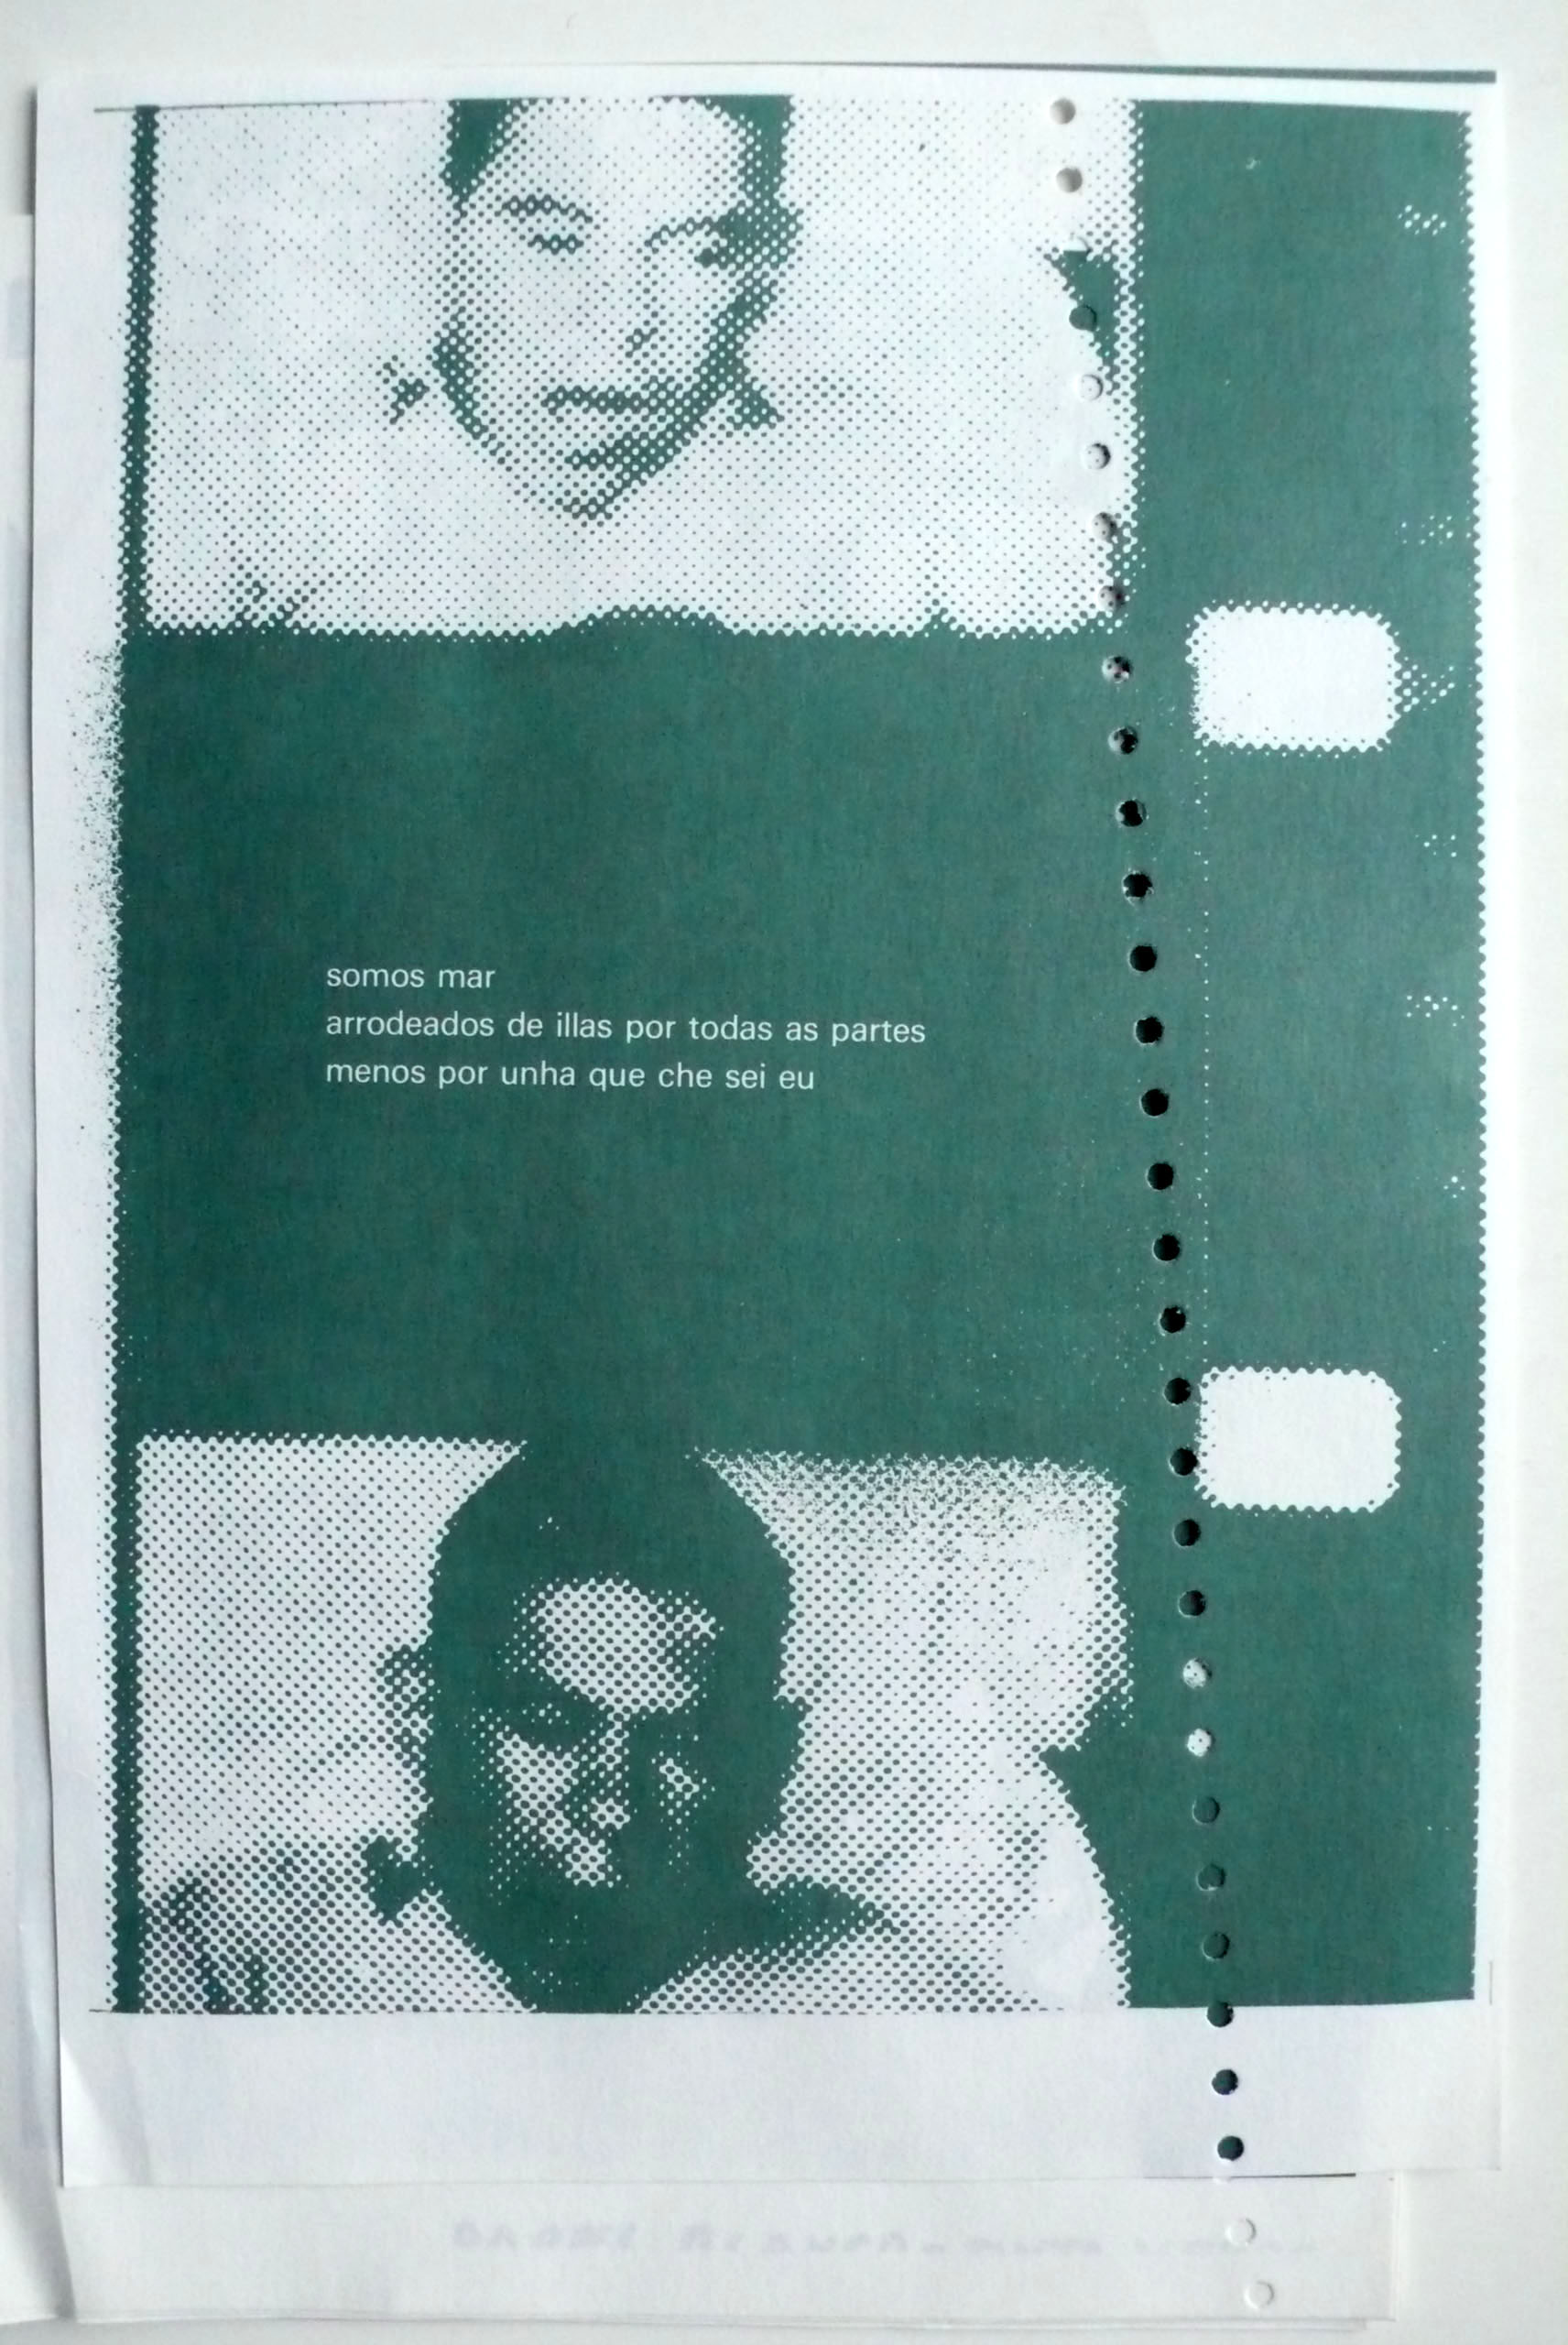 somos mar
arrodeados de illas por todas as partes
menos por unha que che sei eu